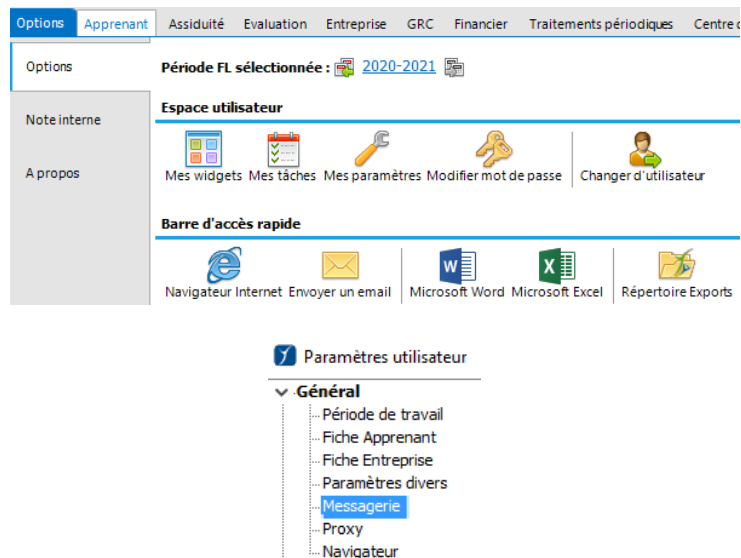 Options Apprenant Assiduité Evaluation Entreprise GRC Financier Traitements périodiques Centre
Options
Période FL sélectionnée : 2020-2021
Espace utilisateur
Note interne
Mes widgets Mes tâches Mes paramètres Modifier mot de passe Changer d'utilisateur
A propos
Barre d'accès rapide
Navigateur Internet Envoyer un email Microsoft Word Microsoft Excel Répertoire Exports
Paramètres utilisateur
Général
Période de travail
Fiche Apprenant
Fiche Entreprise
Paramètres divers
Messagerie
Proxy
Navigateur